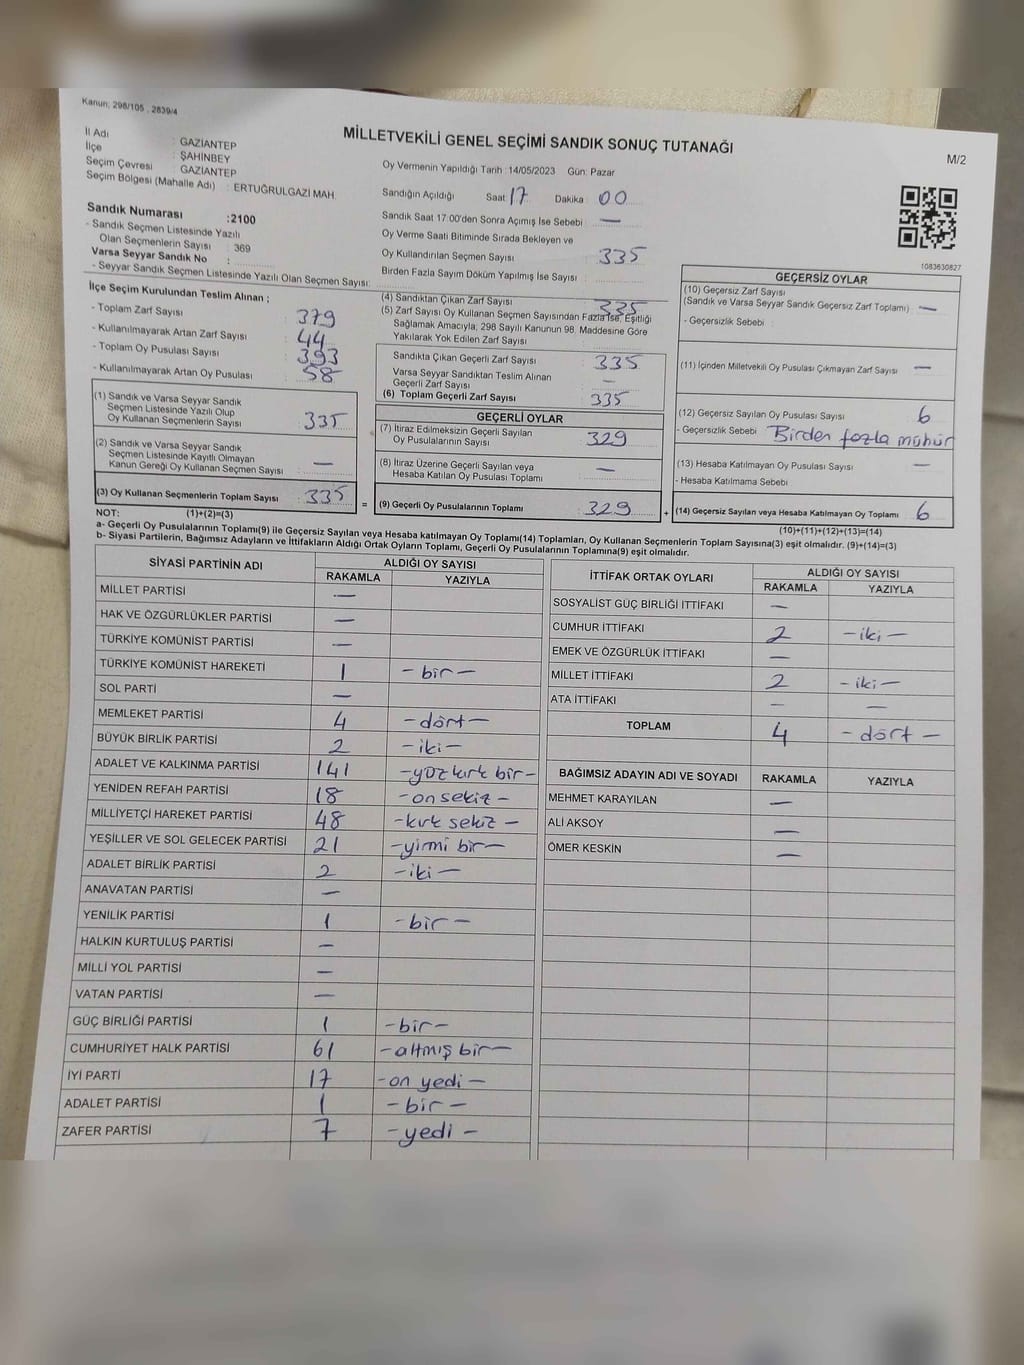 Kanun; 298/105 , 2839/4
MİLLETVEKİLİ GENEL SEÇİMİ SANDIK SONUÇ TUTANAĞI
M/2
İl Adı : GAZİANTEP
İlçe : ŞAHİNBEY
Seçim Çevresi : GAZİANTEP
Seçim Bölgesi (Mahalle Adı) : ERTUĞRULGAZİ MAH.
Sandık Numarası :2100
- Sandık Seçmen Listesinde Yazılı
Olan Seçmenlerin Sayısı : 369
Varsa Seyyar Sandık No :
- Seyyar Sandık Seçmen Listesinde Yazılı Olan Seçmen Sayısı:
Oy Vermenin Yapıldığı Tarih :14/05/2023 Gün: Pazar
Sandığın Açıldığı Saat 17 Dakika 00
Sandık Saat 17:00'den Sonra Açımış İse Sebebi : —
Oy Verme Saati Bitiminde Sırada Bekleyen ve
Oy Kullandırılan Seçmen Sayısı : 335
Birden Fazla Sayım Döküm Yapılmış İse Sayısı :
1083630827
İlçe Seçim Kurulundan Teslim Alınan ;
- Toplam Zarf Sayısı : 379
- Kullanılmayarak Artan Zarf Sayısı : 44
- Toplam Oy Pusulası Sayısı : 393
- Kullanılmayarak Artan Oy Pusulası : 58
(1) Sandık ve Varsa Seyyar Sandık
Seçmen Listesinde Yazılı Olup
Oy Kullanan Seçmenlerin Sayısı : 335
(2) Sandık ve Varsa Seyyar Sandık
Seçmen Listesinde Kayıtlı Olmayan
Kanun Gereği Oy Kullanan Seçmen Sayısı : —
(3) Oy Kullanan Seçmenlerin Toplam Sayısı : 335
NOT: (1)+(2)=(3)
(4) Sandıktan Çıkan Zarf Sayısı : 335
(5) Zarf Sayısı Oy Kullanan Seçmen Sayısından Fazla İse, Eşitliği
Sağlamak Amacıyla, 298 Sayılı Kanunun 98. Maddesine Göre
Yakılarak Yok Edilen Zarf Sayısı :
Sandıkta Çıkan Geçerli Zarf Sayısı : 335
Varsa Seyyar Sandıktan Teslim Alınan
Geçerli Zarf Sayısı : —
(6) Toplam Geçerli Zarf Sayısı : 335
GEÇERLİ OYLAR
(7) İtiraz Edilmeksizin Geçerli Sayılan
Oy Pusulalarının Sayısı : 329
(8) İtiraz Üzerine Geçerli Sayılan veya
Hesaba Katılan Oy Pusulası Toplamı : —
= (9) Geçerli Oy Pusulalarının Toplamı : 329 +
GEÇERSİZ OYLAR
(10) Geçersiz Zarf Sayısı
(Sandık ve Varsa Seyyar Sandık Geçersiz Zarf Toplamı) : —
- Geçersizlik Sebebi :
(11) İçinden Milletvekili Oy Pusulası Çıkmayan Zarf Sayısı : —
(12) Geçersiz Sayılan Oy Pusulası Sayısı : 6
- Geçersizlik Sebebi : Birden fazla mühür
(13) Hesaba Katılmayan Oy Pusulası Sayısı : —
- Hesaba Katılmama Sebebi
(14) Geçersiz Sayılan veya Hesaba Katılmayan Oy Toplamı : 6
(10)+(11)+(12)+(13)=(14)
a- Geçerli Oy Pusulalarının Toplamı(9) ile Geçersiz Sayılan veya Hesaba katılmayan Oy Toplamı(14) Toplamları, Oy Kullanan Seçmenlerin Toplam Sayısına(3) eşit olmalıdır. (9)+(14)=(3)
b- Siyasi Partilerin, Bağımsız Adayların ve İttifakların Aldığı Ortak Oyların Toplamı, Geçerli Oy Pusulalarının Toplamına(9) eşit olmalıdır.
SİYASİ PARTİNİN ADI ALDIĞI OY SAYISI
RAKAMLA YAZIYLA
MİLLET PARTİSİ —
HAK VE ÖZGÜRLÜKLER PARTİSİ —
TÜRKİYE KOMÜNİST PARTİSİ —
TÜRKİYE KOMÜNİST HAREKETİ 1 -bir-
SOL PARTİ —
MEMLEKET PARTİSİ 4 -dört-
BÜYÜK BİRLİK PARTİSİ 2 -iki-
ADALET VE KALKINMA PARTİSİ 141 -yüz kırk bir-
YENİDEN REFAH PARTİSİ 18 -on sekiz-
MİLLİYETÇİ HAREKET PARTİSİ 48 -kırk sekiz-
YEŞİLLER VE SOL GELECEK PARTİSİ 21 -yirmi bir-
ADALET BİRLİK PARTİSİ 2 -iki-
ANAVATAN PARTİSİ —
YENİLİK PARTİSİ 1 -bir-
HALKIN KURTULUŞ PARTİSİ —
MİLLİ YOL PARTİSİ —
VATAN PARTİSİ —
GÜÇ BİRLİĞİ PARTİSİ 1 -bir-
CUMHURİYET HALK PARTİSİ 61 -altmış bir-
İYİ PARTİ 17 -on yedi-
ADALET PARTİSİ 1 -bir-
ZAFER PARTİSİ 7 -yedi-
İTTİFAK ORTAK OYLARI ALDIĞI OY SAYISI
RAKAMLA YAZIYLA
SOSYALİST GÜÇ BİRLİĞİ İTTİFAKI —
CUMHUR İTTİFAKI 2 -iki-
EMEK VE ÖZGÜRLÜK İTTİFAKI —
MİLLET İTTİFAKI 2 -iki-
ATA İTTİFAKI — —
TOPLAM 4 -dört-
BAĞIMSIZ ADAYIN ADI VE SOYADI RAKAMLA YAZIYLA
MEHMET KARAYILAN —
ALİ AKSOY —
ÖMER KESKİN —